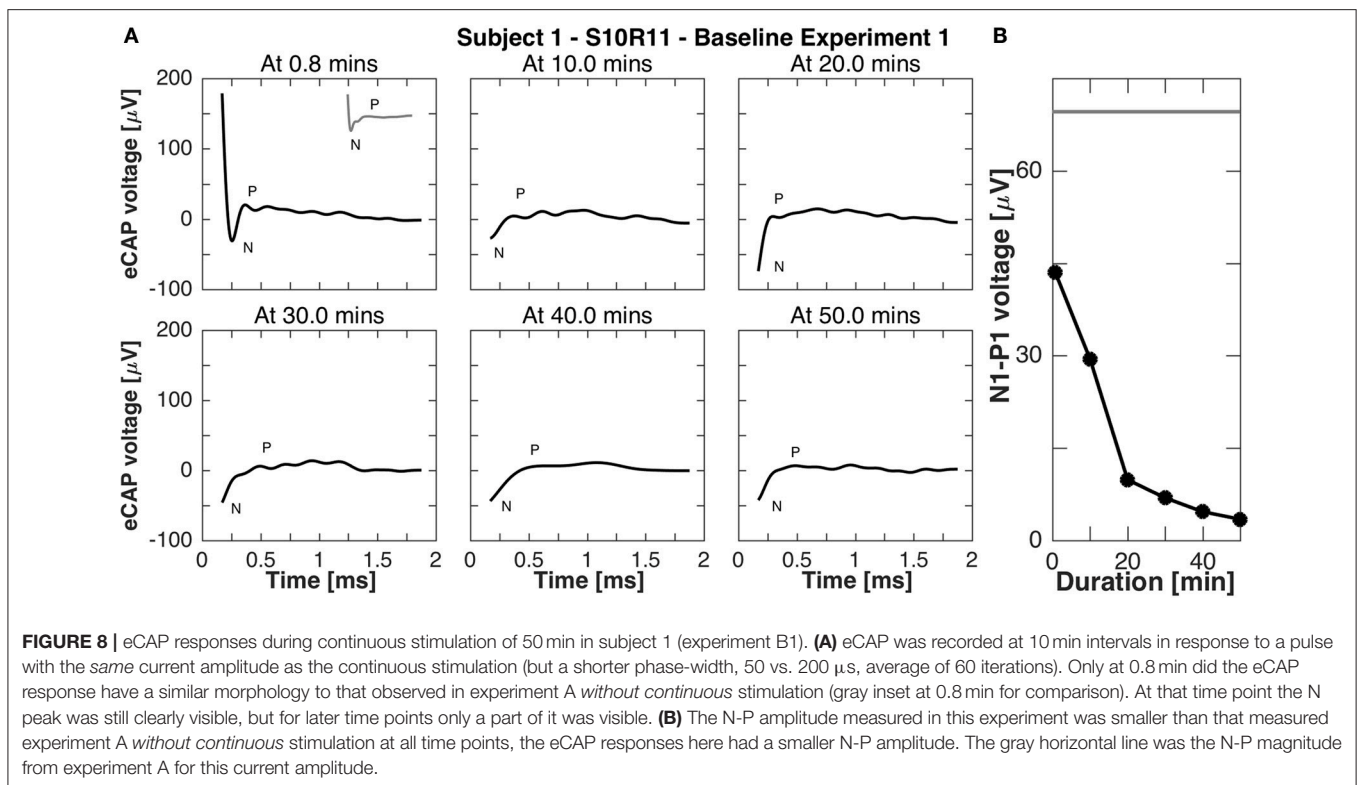 A
Subject 1 - S10R11 - Baseline Experiment 1
B
At 0.8 mins
At 10.0 mins
At 20.0 mins
200
100
0
-100
eCAP voltage [μV]
P
N
P
N
P
N
P
N
At 30.0 mins
At 40.0 mins
At 50.0 mins
200
100
0
-100
eCAP voltage [μV]
P
N
P
N
P
N
0 0.5 1 1.5 2
0 0.5 1 1.5 2
0 0.5 1 1.5 2
Time [ms]
Time [ms]
Time [ms]
60
30
0
N1-P1 voltage [μV]
0 20 40
Duration [min]
FIGURE 8 | eCAP responses during continuous stimulation of 50 min in subject 1 (experiment B1). (A) eCAP was recorded at 10 min intervals in response to a pulse
with the same current amplitude as the continuous stimulation (but a shorter phase-width, 50 vs. 200 μs, average of 60 iterations). Only at 0.8 min did the eCAP
response have a similar morphology to that observed in experiment A without continuous stimulation (gray inset at 0.8 min for comparison). At that time point the N
peak was still clearly visible, but for later time points only a part of it was visible. (B) The N-P amplitude measured in this experiment was smaller than that measured
experiment A without continuous stimulation at all time points, the eCAP responses here had a smaller N-P amplitude. The gray horizontal line was the N-P magnitude
from experiment A for this current amplitude.